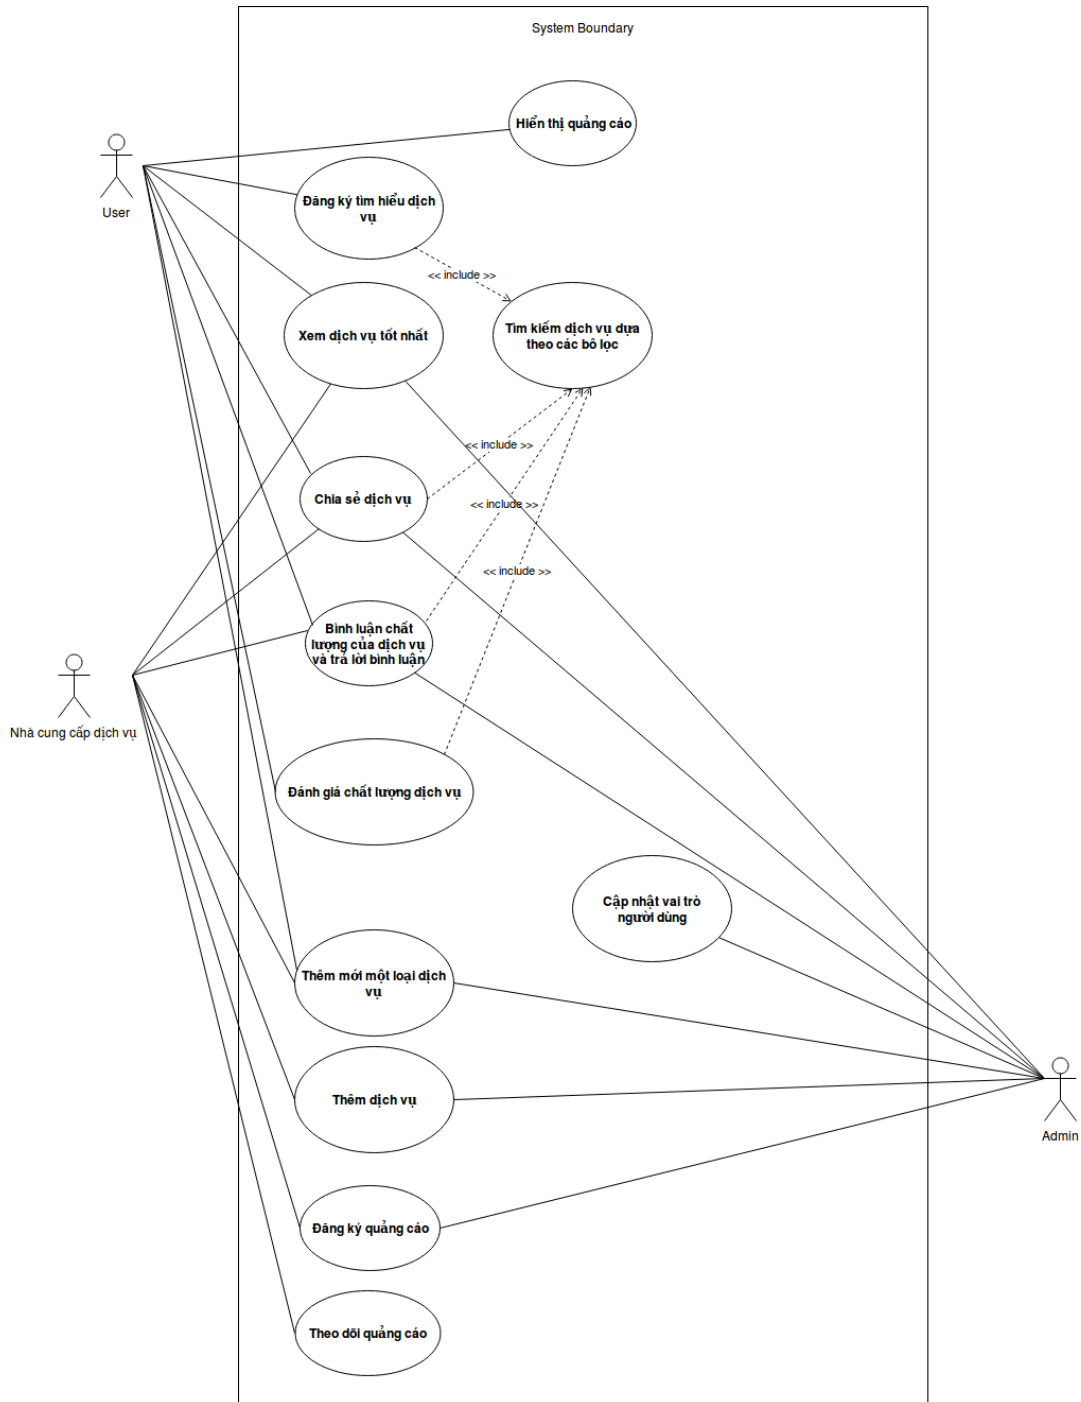 System Boundary
Hiển thị quảng cáo
User
Đăng ký tìm hiểu dịch
vụ
<< include >>
Xem dịch vụ tốt nhất
Tìm kiếm dịch vụ dựa
theo các bô lọc
<< include >>
Chia sẻ dịch vụ
<< include >>
<< include >>
Bình luận chất
lượng của dịch vụ
và trả lời bình luận
Nhà cung cấp dịch vụ
Đánh giá chất lượng dịch vụ
Cập nhật vai trò
người dùng
Thêm mới một loại dịch
vụ
Thêm dịch vụ
Admin
Đăng ký quảng cáo
Theo dõi quảng cáo